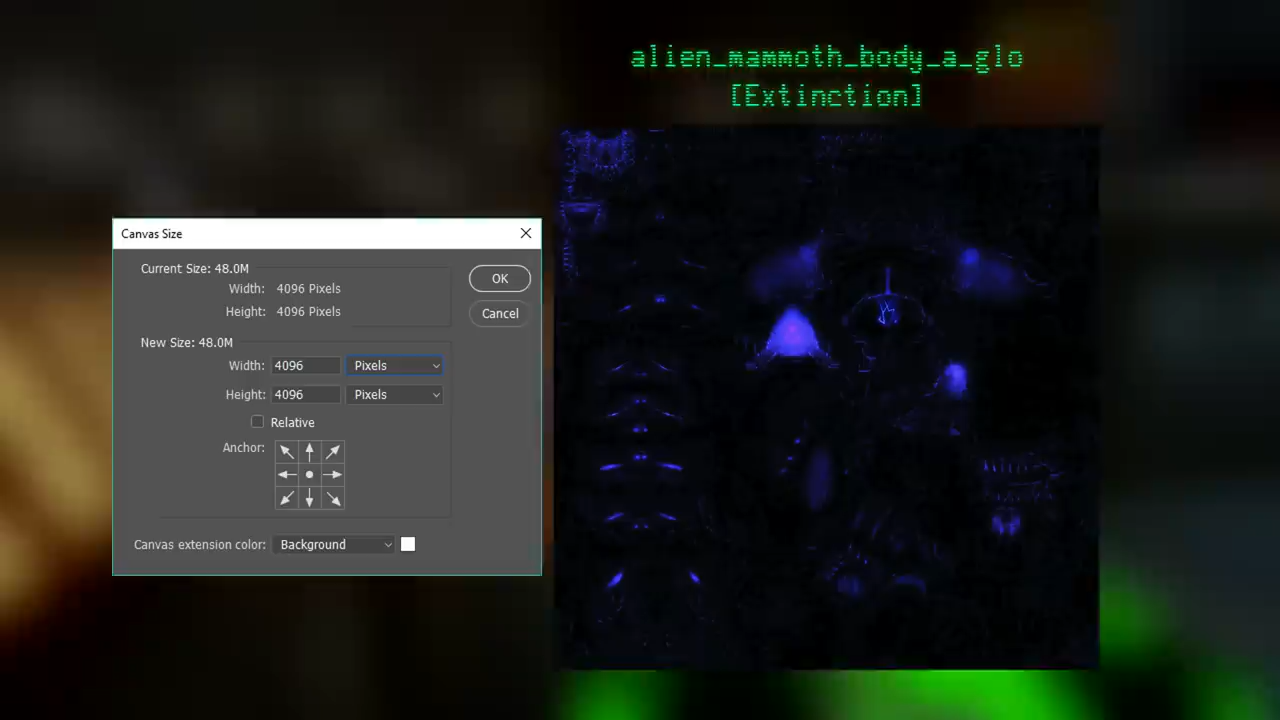 alien_mammoth_body_a_glo
[Extinction]
Canvas Size
Current Size: 48.0M
Width: 4096 Pixels
Height: 4096 Pixels
OK
Cancel
New Size: 48.0M
Width: 4096 Pixels
Height: 4096 Pixels
Relative
Anchor:
Canvas extension color: Background